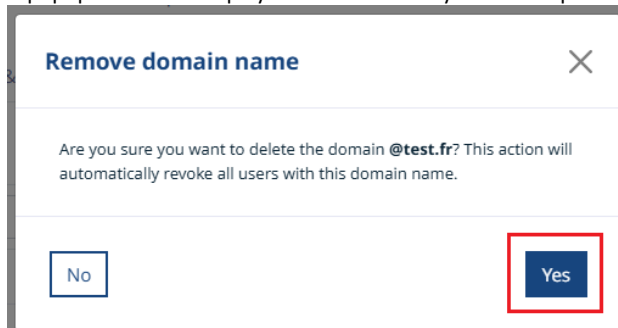 Remove domain name
Are you sure you want to delete the domain @test.fr? This action will
automatically revoke all users with this domain name.
No
Yes